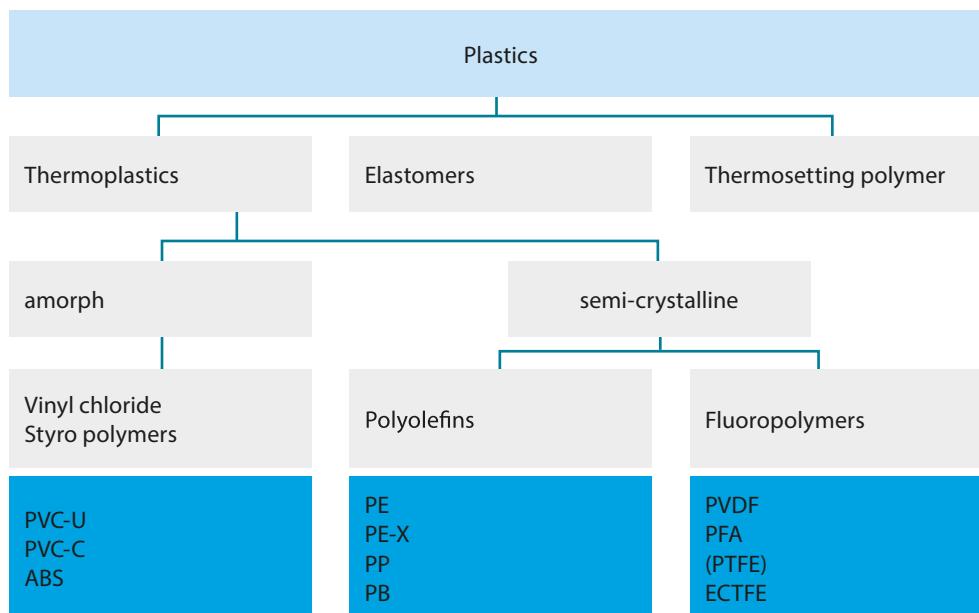 Plastics
Thermoplastics
Elastomers
Thermosetting polymer
amorph
semi-crystalline
Vinyl chloride
Styro polymers
Polyolefins
Fluoropolymers
PVC-U
PVC-C
ABS
PE
PE-X
PP
PB
PVDF
PFA
(PTFE)
ECTFE